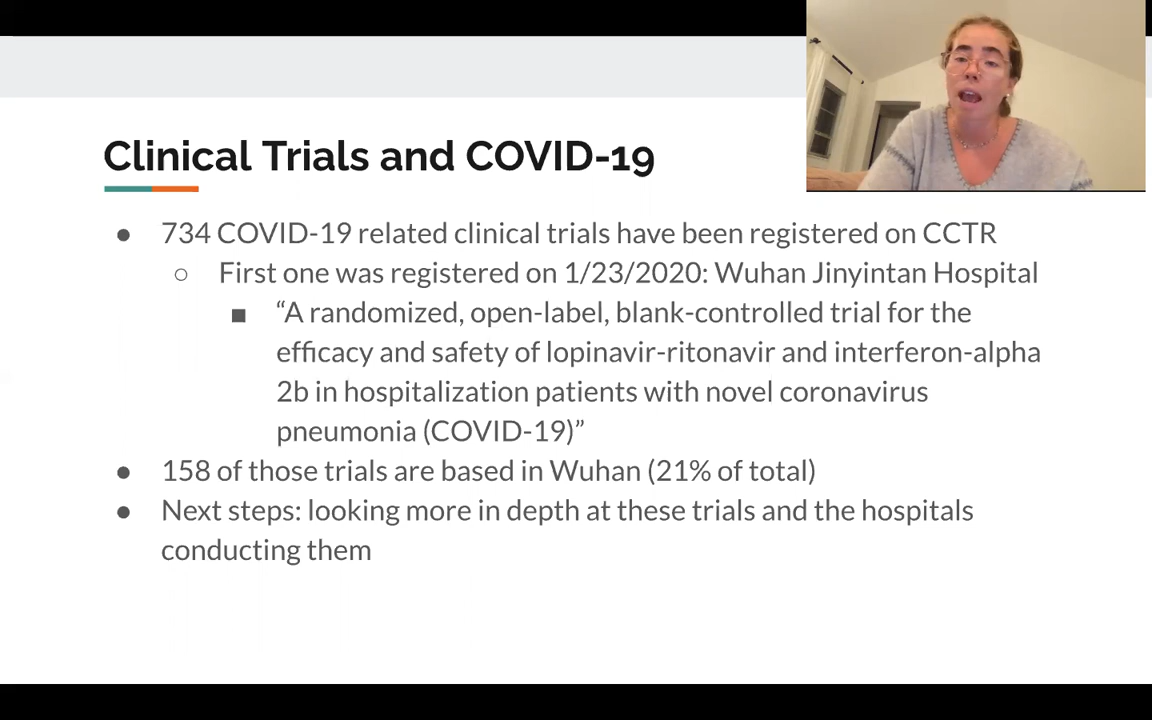 Clinical Trials and COVID-19
● 734 COVID-19 related clinical trials have been registered on CCTR
○ First one was registered on 1/23/2020: Wuhan Jinyintan Hospital
■ “A randomized, open-label, blank-controlled trial for the
efficacy and safety of lopinavir-ritonavir and interferon-alpha
2b in hospitalization patients with novel coronavirus
pneumonia (COVID-19)”
● 158 of those trials are based in Wuhan (21% of total)
● Next steps: looking more in depth at these trials and the hospitals
conducting them